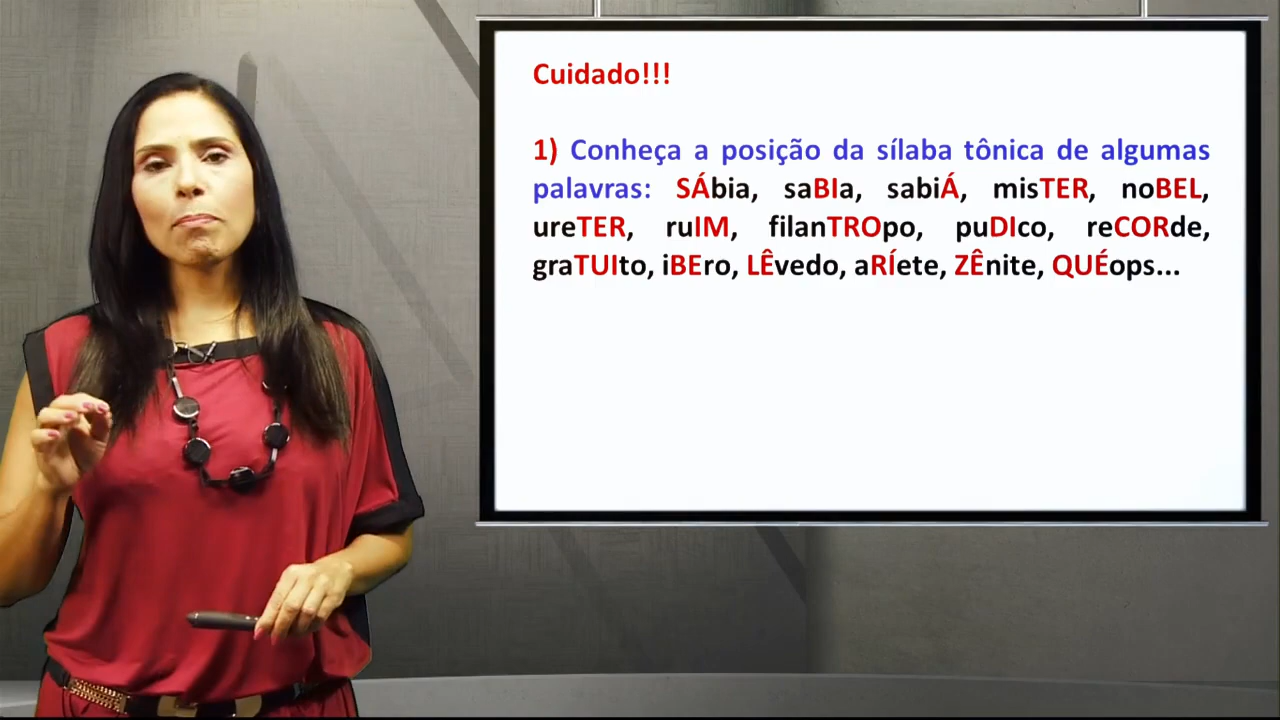 Cuidado!!!
1) Conheça a posição da sílaba tônica de algumas
palavras: SÁbia, saBIa, sabiÁ, misTER, noBEL,
ureTER, ruIM, filanTROpo, puDIco, reCORde,
graTUIto, iBEro, LÊvedo, aRÍete, ZÊnite, QUÉops...